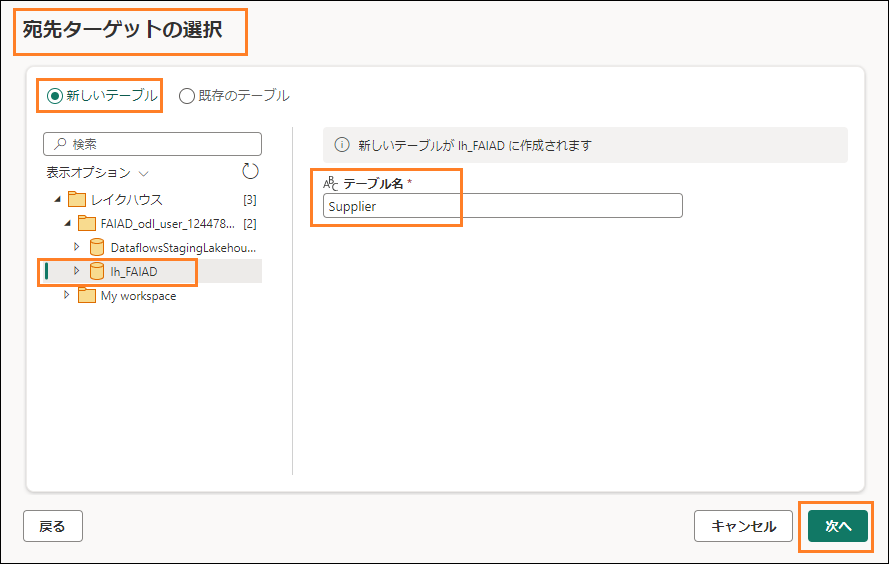 宛先ターゲットの選択
新しいテーブル 既存のテーブル
検索
表示オプション
レイクハウス [3]
FAIAD_odl_user_124478... [2]
DataflowsStagingLakehou...
lh_FAIAD
My workspace
新しいテーブルが lh_FAIAD に作成されます
ABC テーブル名 *
Supplier
戻る キャンセル 次へ